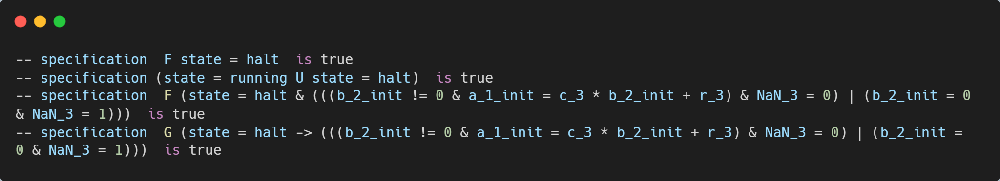 -- specification  F state = halt  is true
-- specification (state = running U state = halt)  is true
-- specification  F (state = halt & (((b_2_init != 0 & a_1_init = c_3 * b_2_init + r_3) & NaN_3 = 0) | (b_2_init = 0
& NaN_3 = 1)))  is true
-- specification  G (state = halt -> (((b_2_init != 0 & a_1_init = c_3 * b_2_init + r_3) & NaN_3 = 0) | (b_2_init =
0 & NaN_3 = 1)))  is true